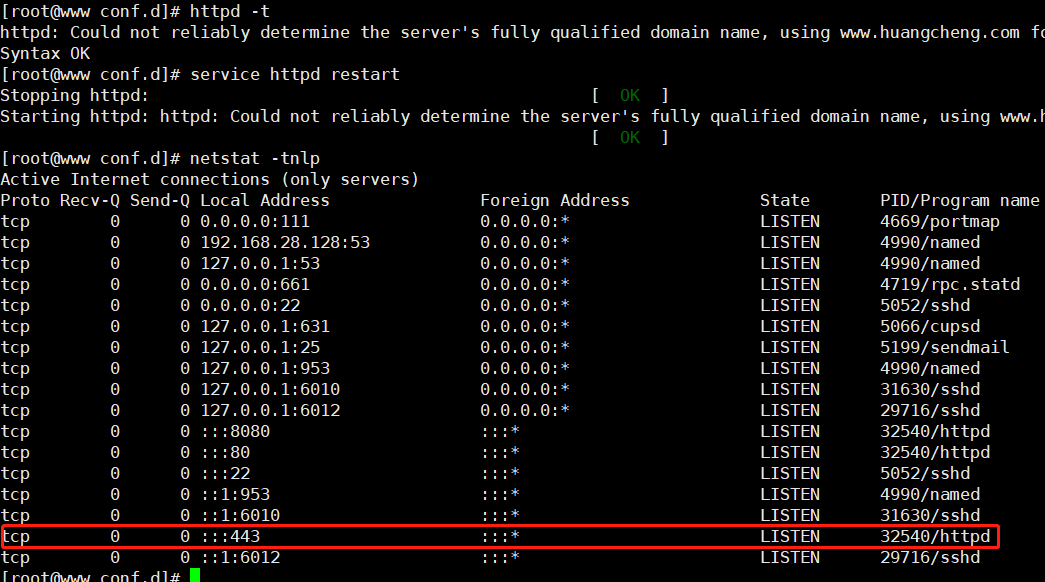 [root@www conf.d]# httpd -t
httpd: Could not reliably determine the server's fully qualified domain name, using www.huangcheng.com fo
Syntax OK
[root@www conf.d]# service httpd restart
Stopping httpd:                                            [  OK  ]
Starting httpd: httpd: Could not reliably determine the server's fully qualified domain name, using www.h
                                                           [  OK  ]
[root@www conf.d]# netstat -tnlp
Active Internet connections (only servers)
Proto Recv-Q Send-Q Local Address               Foreign Address             State       PID/Program name
tcp        0      0 0.0.0.0:111                 0.0.0.0:*                   LISTEN      4669/portmap
tcp        0      0 192.168.28.128:53           0.0.0.0:*                   LISTEN      4990/named
tcp        0      0 127.0.0.1:53                0.0.0.0:*                   LISTEN      4990/named
tcp        0      0 0.0.0.0:661                 0.0.0.0:*                   LISTEN      4719/rpc.statd
tcp        0      0 0.0.0.0:22                  0.0.0.0:*                   LISTEN      5052/sshd
tcp        0      0 127.0.0.1:631               0.0.0.0:*                   LISTEN      5066/cupsd
tcp        0      0 127.0.0.1:25                0.0.0.0:*                   LISTEN      5199/sendmail
tcp        0      0 127.0.0.1:953               0.0.0.0:*                   LISTEN      4990/named
tcp        0      0 127.0.0.1:6010              0.0.0.0:*                   LISTEN      31630/sshd
tcp        0      0 127.0.0.1:6012              0.0.0.0:*                   LISTEN      29716/sshd
tcp        0      0 :::8080                     :::*                        LISTEN      32540/httpd
tcp        0      0 :::80                       :::*                        LISTEN      32540/httpd
tcp        0      0 :::22                       :::*                        LISTEN      5052/sshd
tcp        0      0 ::1:953                     :::*                        LISTEN      4990/named
tcp        0      0 ::1:6010                    :::*                        LISTEN      31630/sshd
tcp        0      0 :::443                      :::*                        LISTEN      32540/httpd
tcp        0      0 ::1:6012                    :::*                        LISTEN      29716/sshd
[root@www conf.d]#